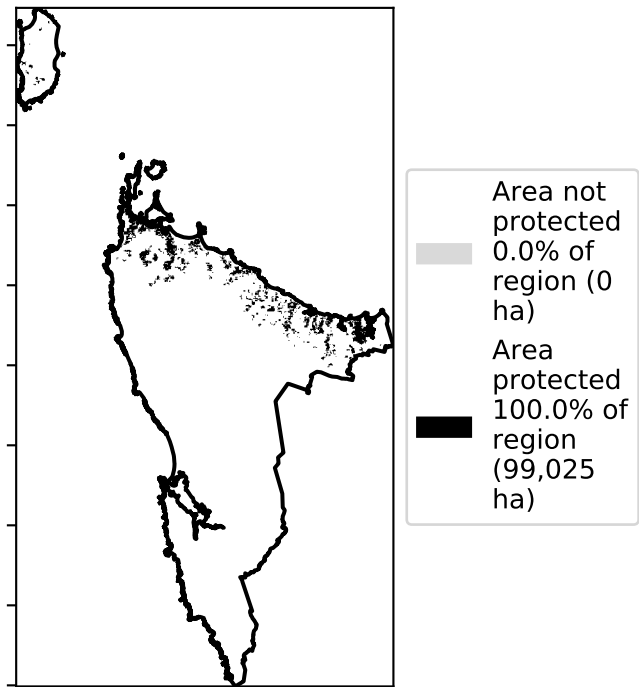 Area not
protected
0.0% of
region (0
ha)
Area
protected
100.0% of
region
(99,025
ha)